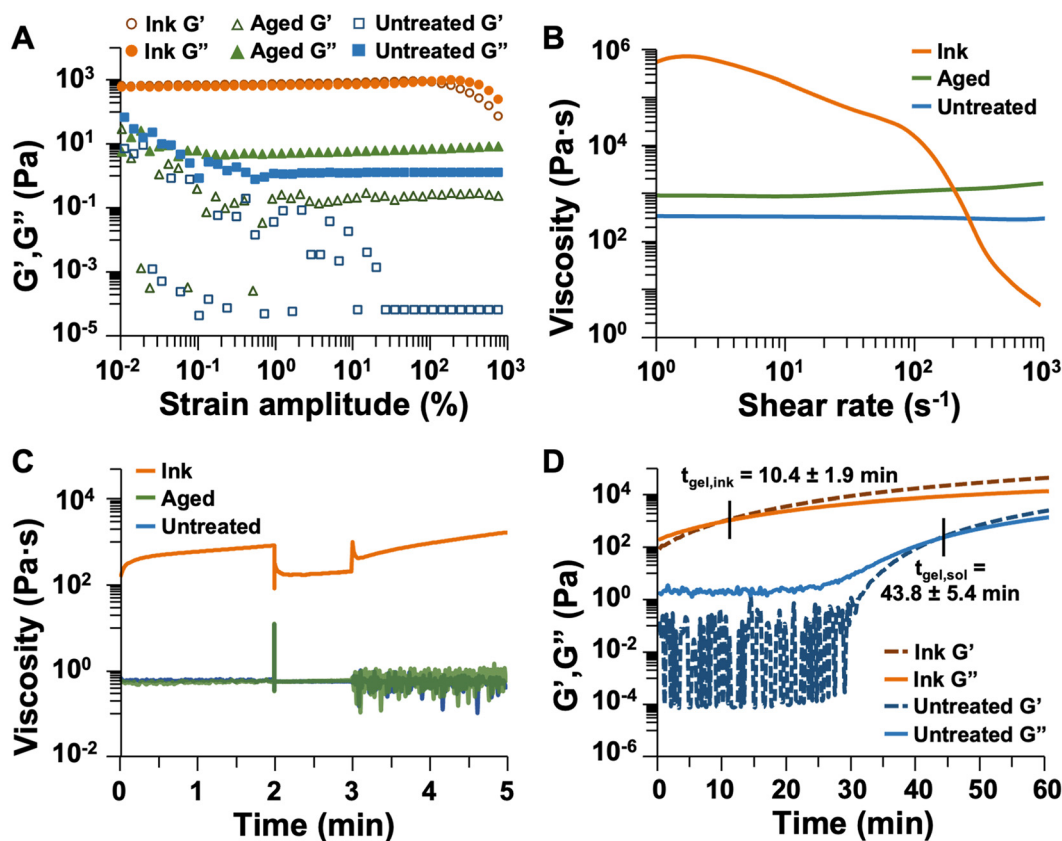 A
Ink G’ Aged G’ Untreated G’
Ink G” Aged G” Untreated G”
G’,G” (Pa)
10³
10¹
10⁻¹
10⁻³
10⁻⁵
10⁻² 10⁻¹ 10⁰ 10¹ 10² 10³
Strain amplitude (%)
B
Ink
Aged
Untreated
Viscosity (Pa·s)
10⁶
10⁴
10²
10⁰
10⁰ 10¹ 10² 10³
Shear rate (s⁻¹)
C
Ink
Aged
Untreated
Viscosity (Pa·s)
10⁴
10²
10⁰
10⁻²
0 1 2 3 4 5
Time (min)
D
t gel,ink = 10.4 ± 1.9 min
t gel,sol =
43.8 ± 5.4 min
Ink G’
Ink G”
Untreated G’
Untreated G”
G’,G” (Pa)
10⁴
10²
10⁰
10⁻²
10⁻⁴
10⁻⁶
0 10 20 30 40 50 60
Time (min)